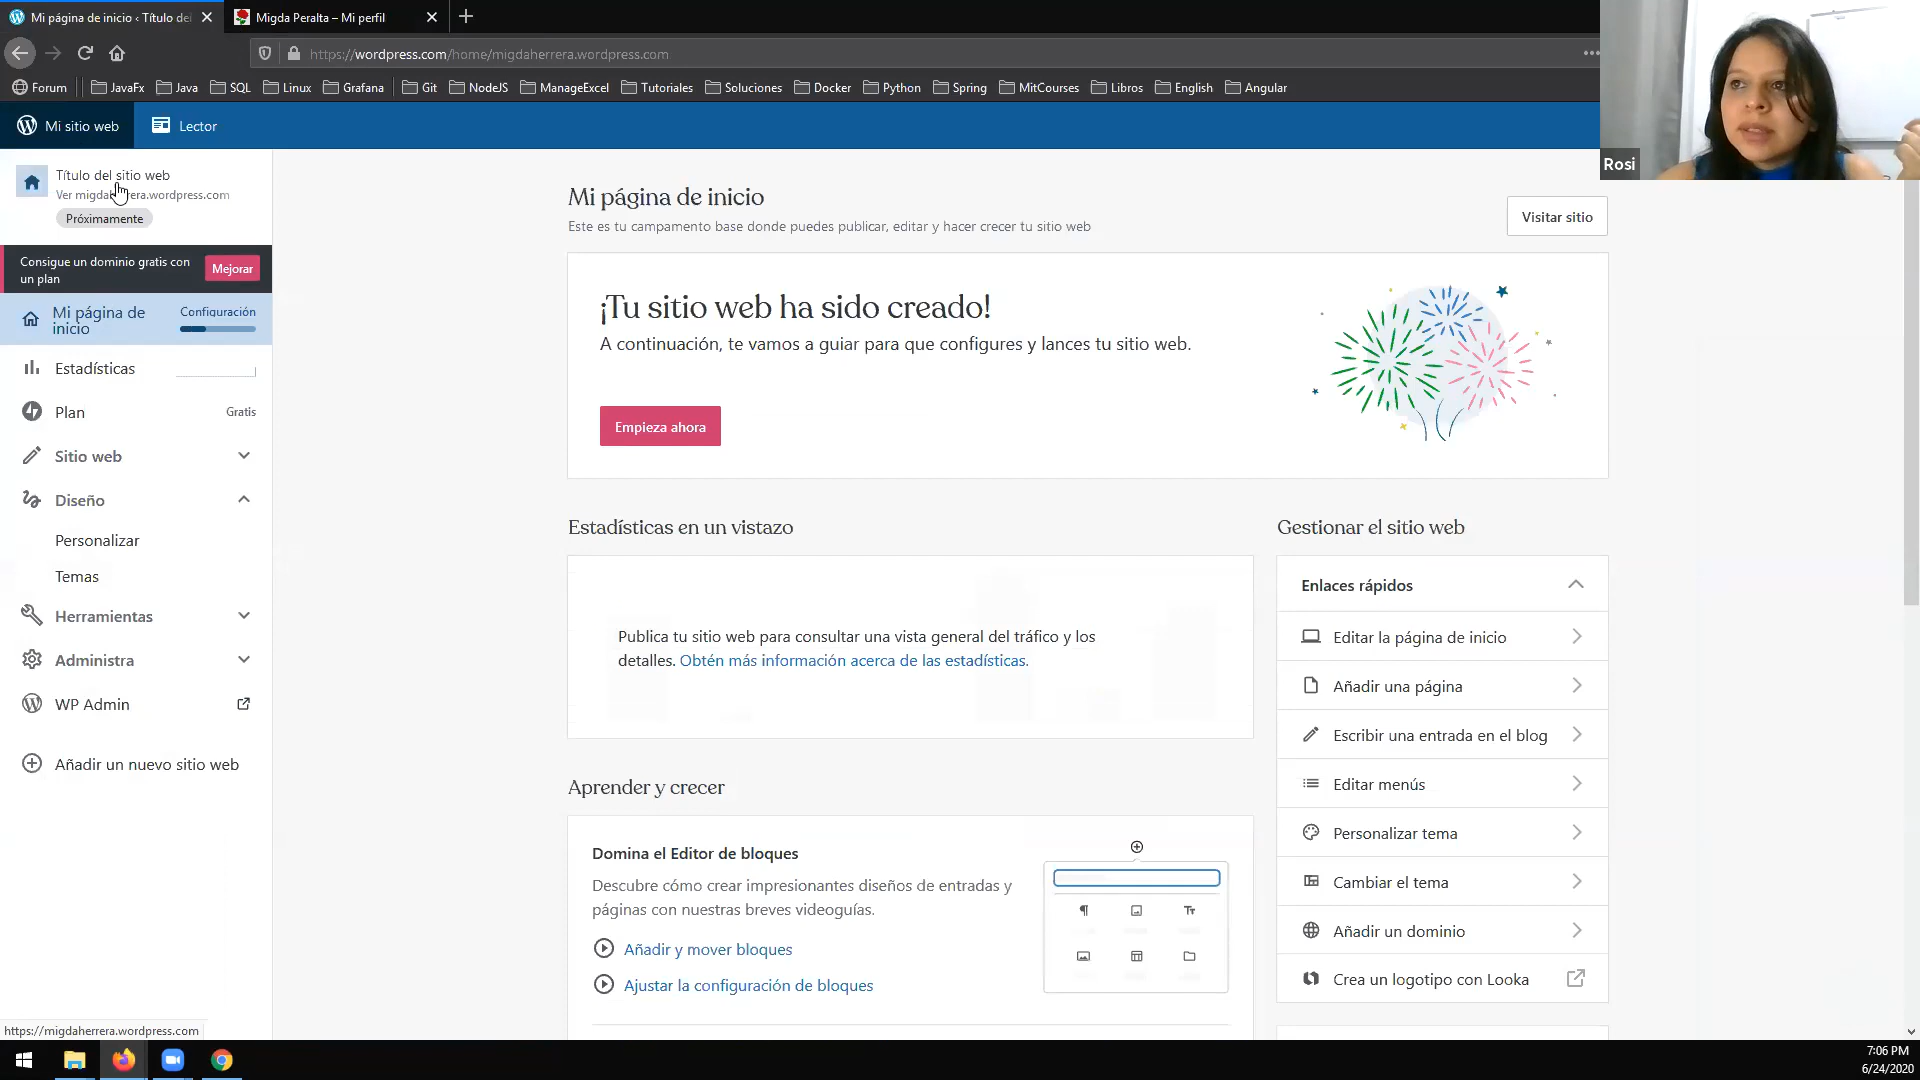 Mi página de inicio ‹ Título del
Migda Peralta – Mi perfil
https://wordpress.com/home/migdaherrera.wordpress.com
Forum
JavaFx
Java
SQL
Linux
Grafana
Git
NodeJS
ManageExcel
Tutoriales
Soluciones
Docker
Python
Spring
MitCourses
Libros
English
Angular
Mi sitio web
Lector
Rosi
Título del sitio web
Ver migdaherrera.wordpress.com
Próximamente
Consigue un dominio gratis con
un plan
Mejorar
Mi página de
inicio
Configuración
Estadísticas
Plan
Gratis
Sitio web
Diseño
Personalizar
Temas
Herramientas
Administra
WP Admin
Añadir un nuevo sitio web
Mi página de inicio
Este es tu campamento base donde puedes publicar, editar y hacer crecer tu sitio web
Visitar sitio
¡Tu sitio web ha sido creado!
A continuación, te vamos a guiar para que configures y lances tu sitio web.
Empieza ahora
Estadísticas en un vistazo
Publica tu sitio web para consultar una vista general del tráfico y los
detalles. Obtén más información acerca de las estadísticas.
Aprender y crecer
Domina el Editor de bloques
Descubre cómo crear impresionantes diseños de entradas y
páginas con nuestras breves videoguías.
Añadir y mover bloques
Ajustar la configuración de bloques
Tт
Gestionar el sitio web
Enlaces rápidos
Editar la página de inicio
Añadir una página
Escribir una entrada en el blog
Editar menús
Personalizar tema
Cambiar el tema
Añadir un dominio
Crea un logotipo con Looka
https://migdaherrera.wordpress.com
7:06 PM
6/24/2020